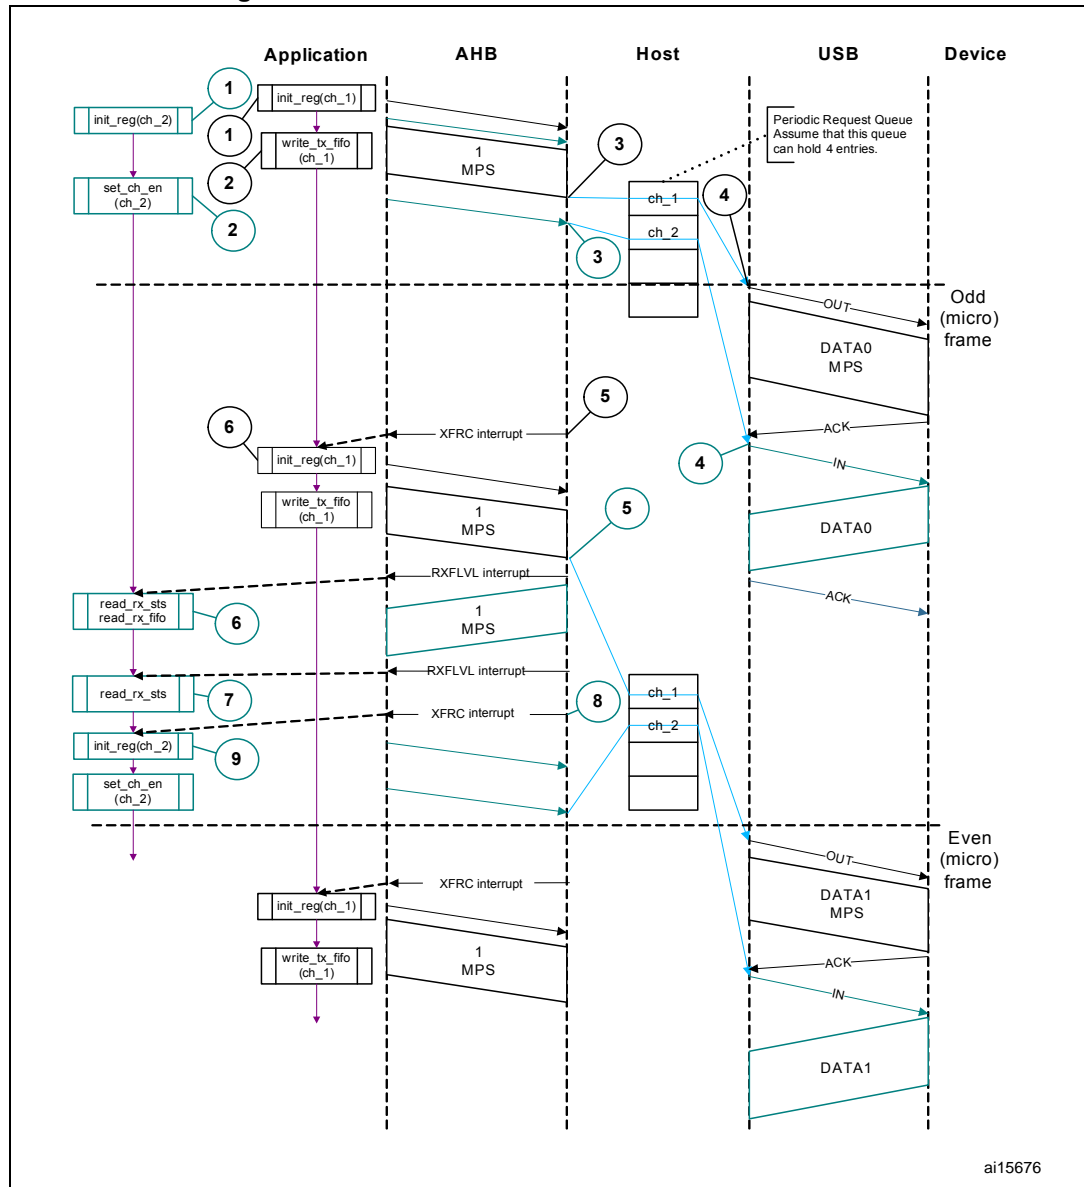 Application AHB Host USB Device
1
init_reg(ch_2)
init_reg(ch_1)
1
Periodic Request Queue
Assume that this queue
can hold 4 entries.
write_tx_fifo
(ch_1)
1
MPS
3
2
set_ch_en
(ch_2)
4
ch_1
2
ch_2
3
Odd
(micro)
frame
OUT
DATA0
MPS
5
6
XFRC interrupt
ACK
init_reg(ch_1)
4
IN
write_tx_fifo
(ch_1)
1
MPS
5
DATA0
RXFLVL interrupt
ACK
read_rx_sts
read_rx_fifo
6
1
MPS
RXFLVL interrupt
read_rx_sts
7
ch_1
XFRC interrupt
8
ch_2
init_reg(ch_2)
9
set_ch_en
(ch_2)
Even
(micro)
frame
OUT
XFRC interrupt
DATA1
MPS
init_reg(ch_1)
write_tx_fifo
(ch_1)
1
MPS
ACK
IN
DATA1
ai15676